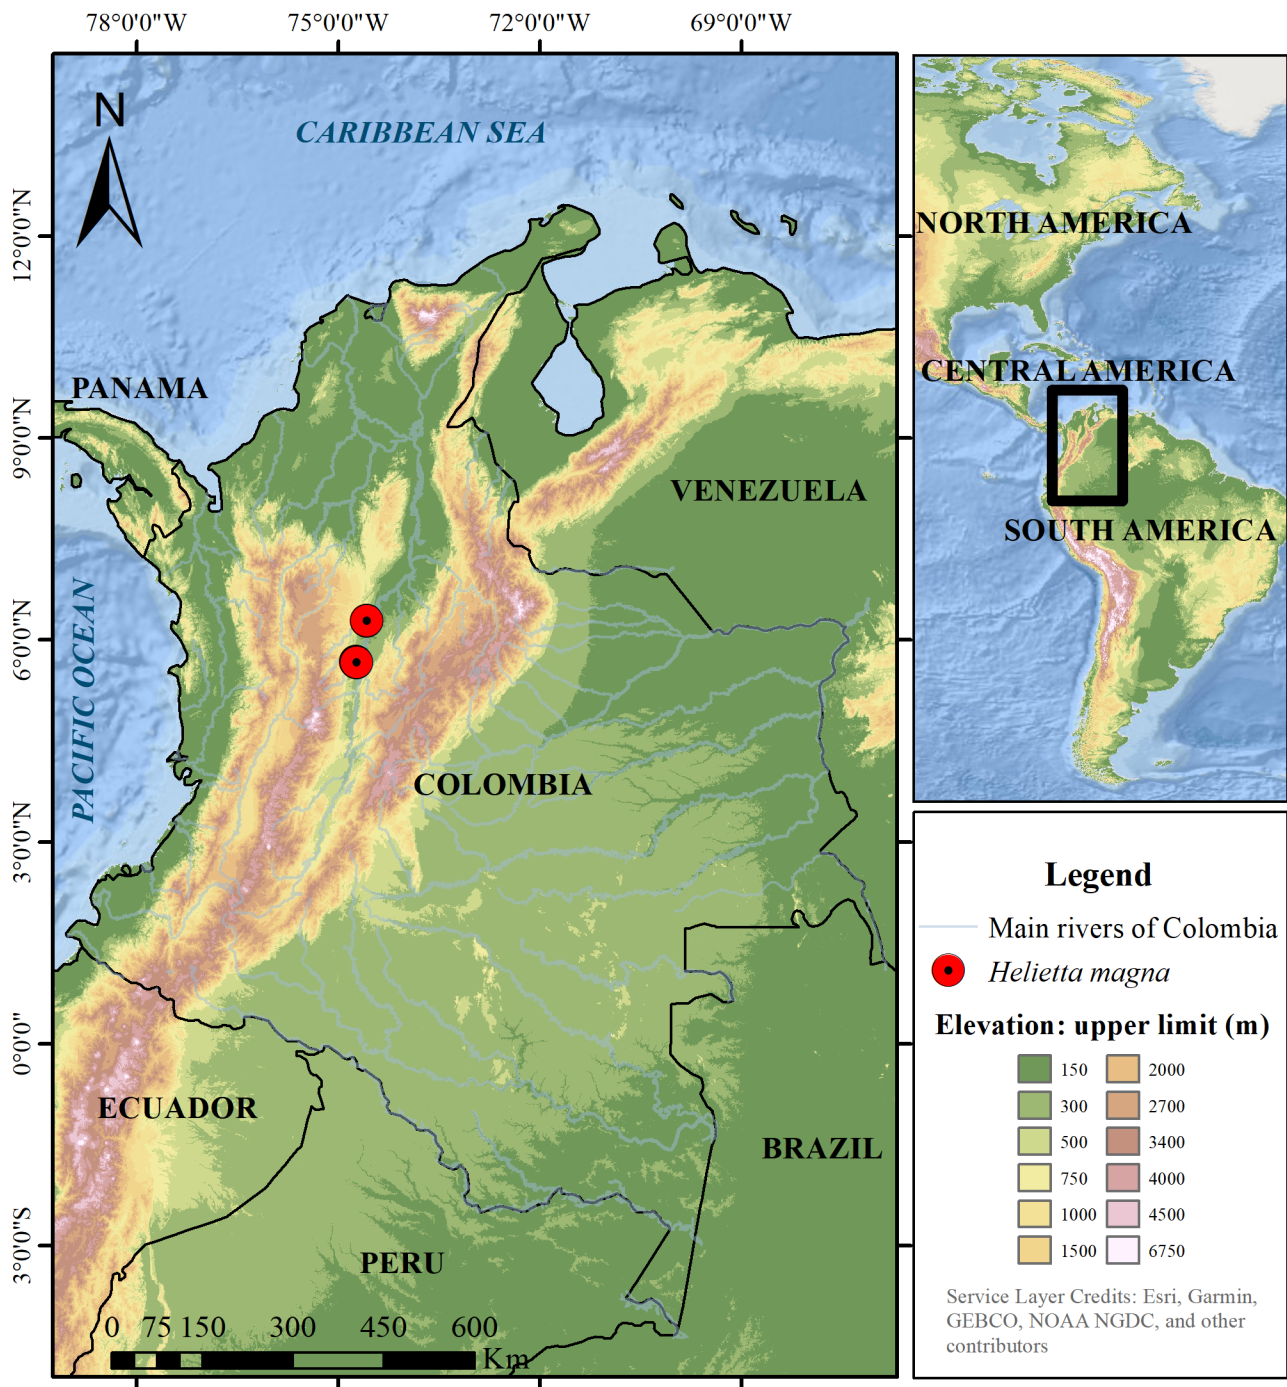 78°0'0"W 75°0'0"W 72°0'0"W 69°0'0"W
12°0'0"N
9°0'0"N
6°0'0"N
3°0'0"N
0°0'0"
3°0'0"S
N
CARIBBEAN SEA
PANAMA
VENEZUELA
PACIFIC OCEAN
COLOMBIA
ECUADOR
BRAZIL
PERU
0 75 150 300 450 600
Km
NORTH AMERICA
CENTRAL AMERICA
SOUTH AMERICA
Legend
Main rivers of Colombia
Helietta magna
Elevation: upper limit (m)
150 2000
300 2700
500 3400
750 4000
1000 4500
1500 6750
Service Layer Credits: Esri, Garmin,
GEBCO, NOAA NGDC, and other
contributors